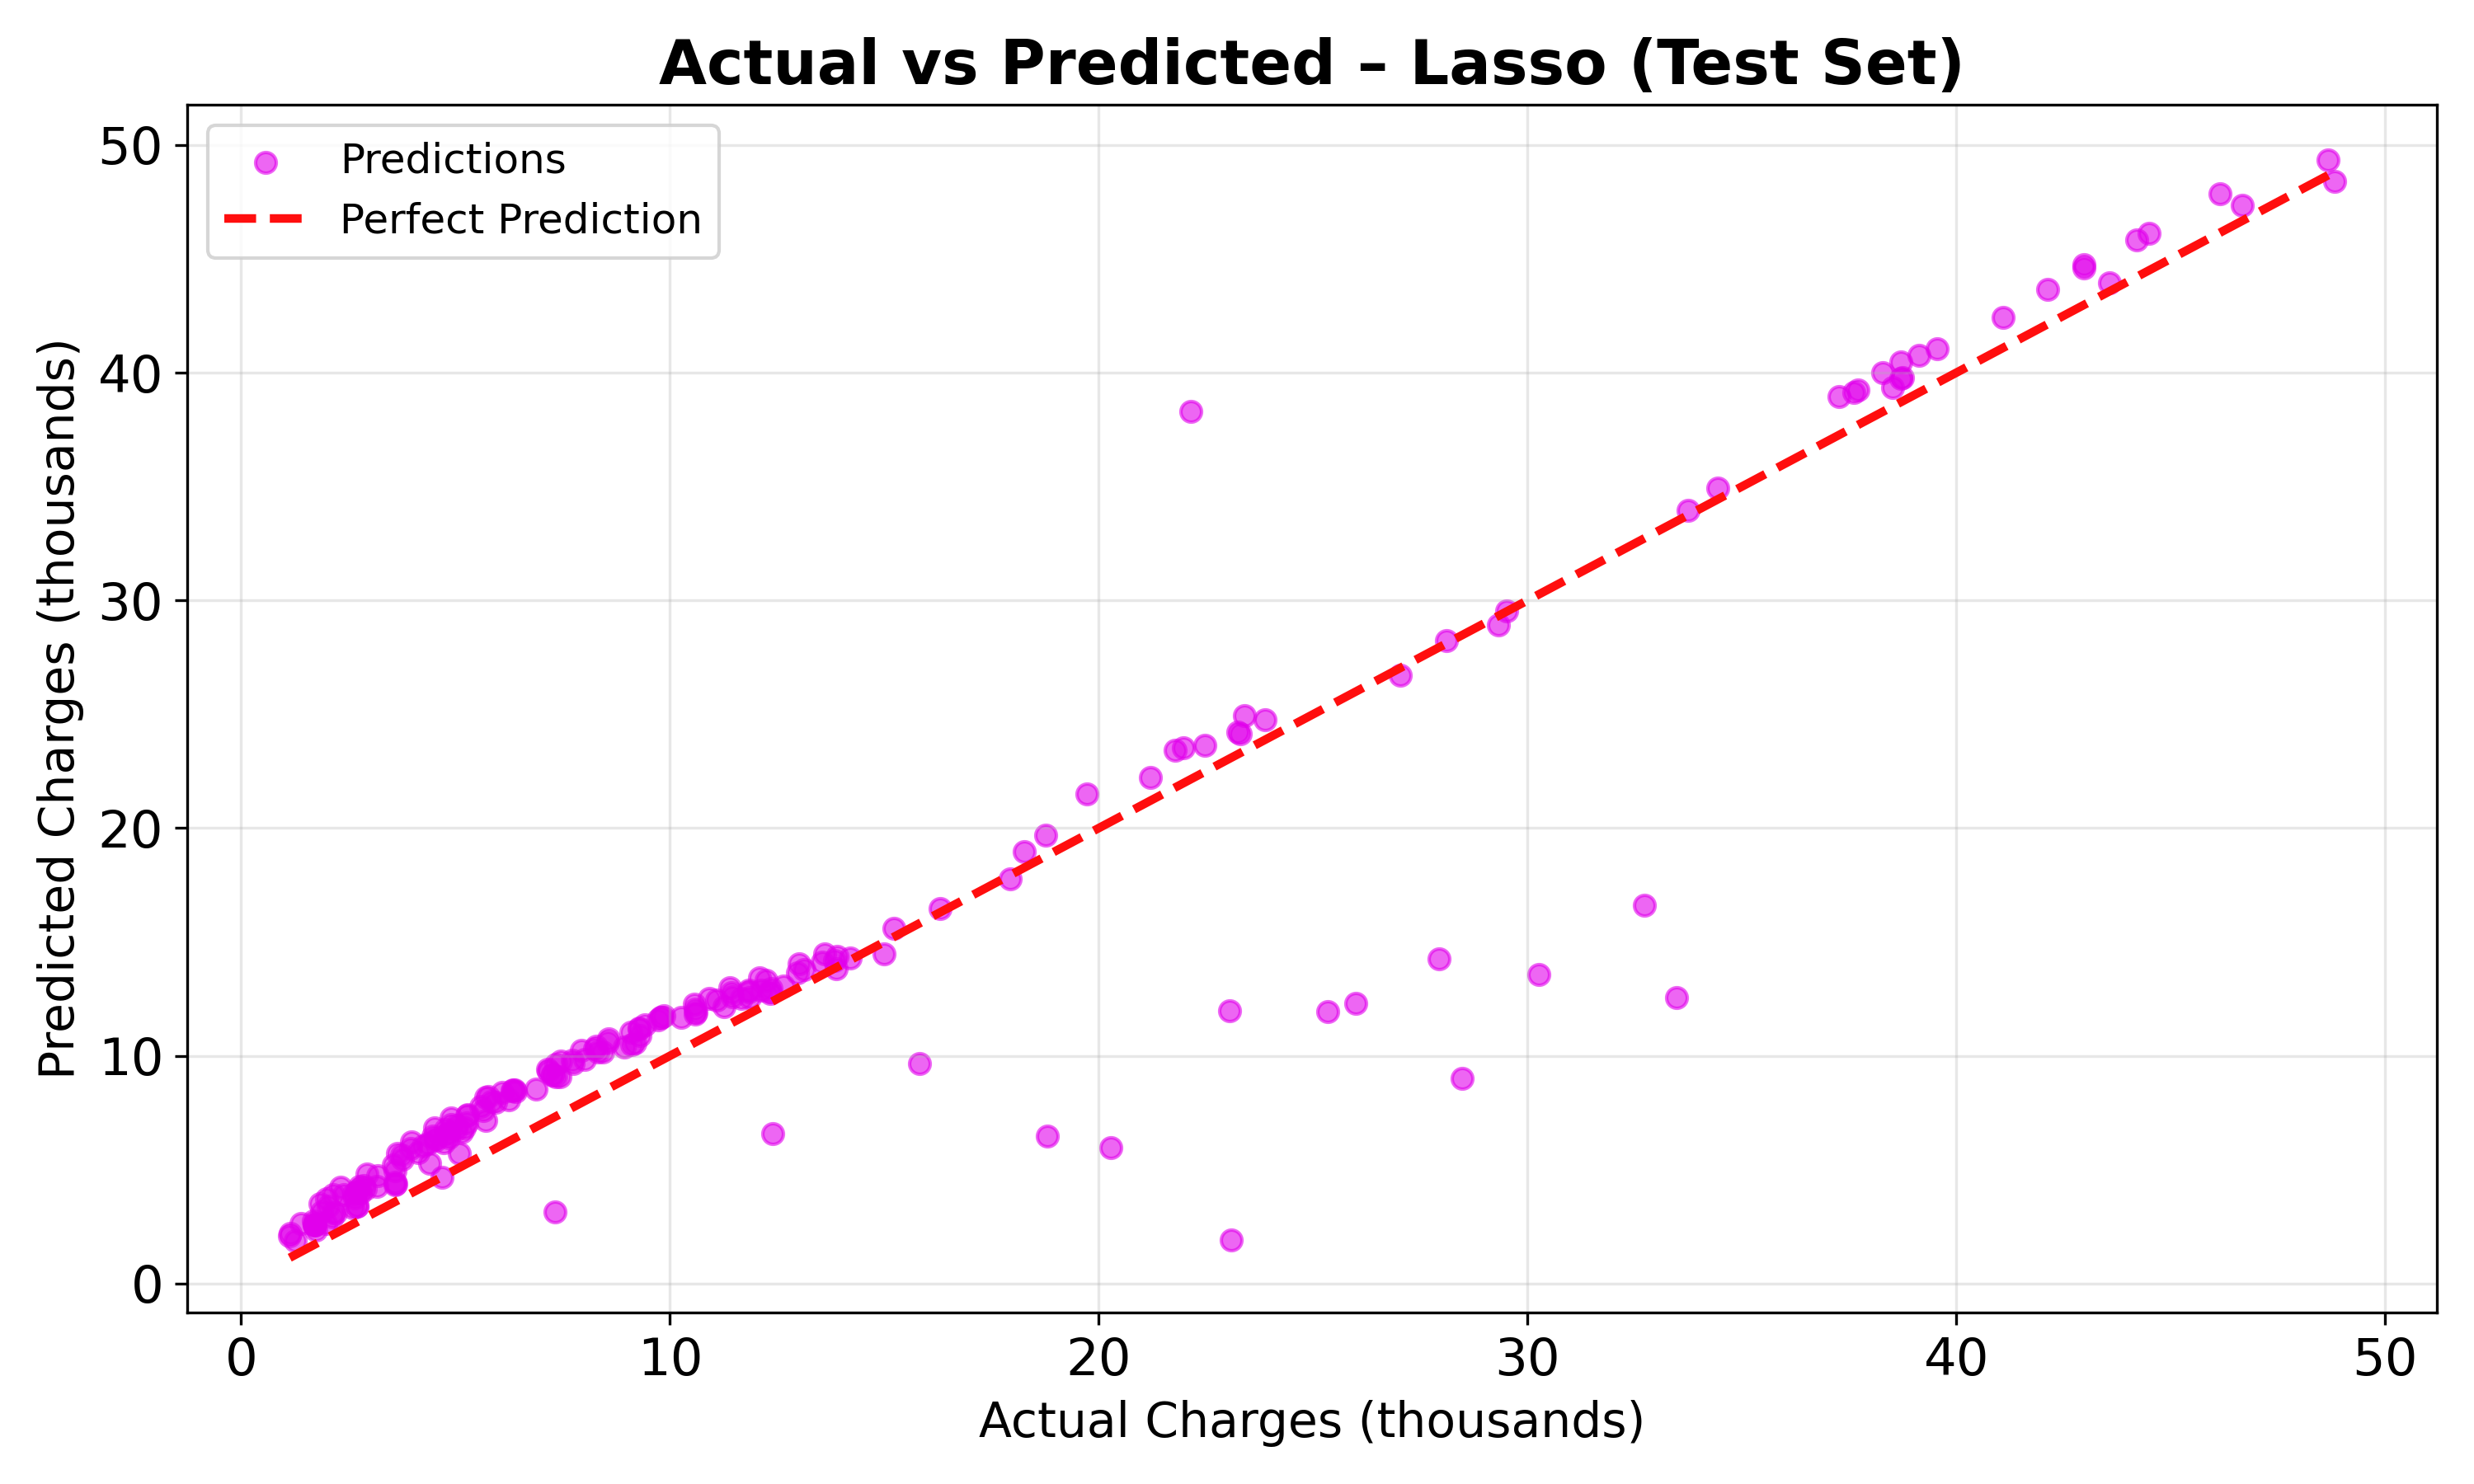 Actual vs Predicted – Lasso (Test Set)
Predictions
Perfect Prediction
Predicted Charges (thousands)
50
40
30
20
10
0
0 10 20 30 40 50
Actual Charges (thousands)